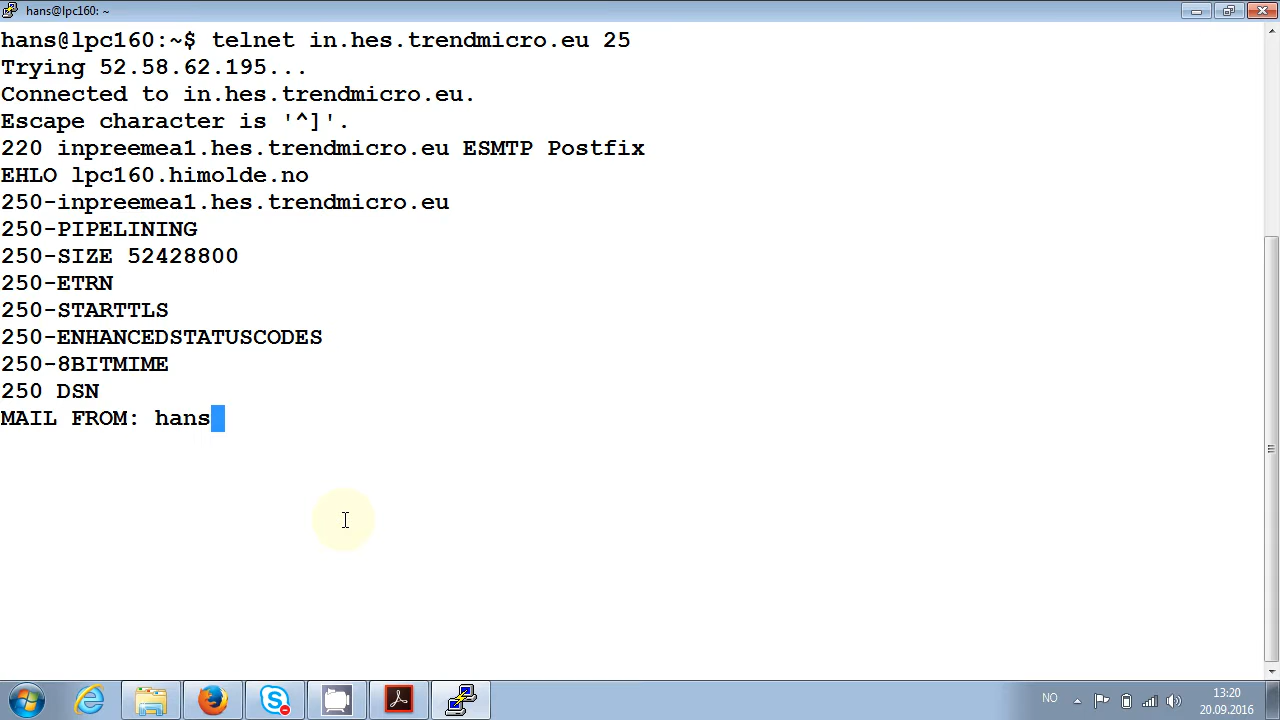 hans@lpc160: ~
hans@lpc160:~$ telnet in.hes.trendmicro.eu 25
Trying 52.58.62.195...
Connected to in.hes.trendmicro.eu.
Escape character is '^]'.
220 inpreemea1.hes.trendmicro.eu ESMTP Postfix
EHLO lpc160.himolde.no
250-inpreemea1.hes.trendmicro.eu
250-PIPELINING
250-SIZE 52428800
250-ETRN
250-STARTTLS
250-ENHANCEDSTATUSCODES
250-8BITMIME
250 DSN
MAIL FROM: hans
NO
13:20
20.09.2016